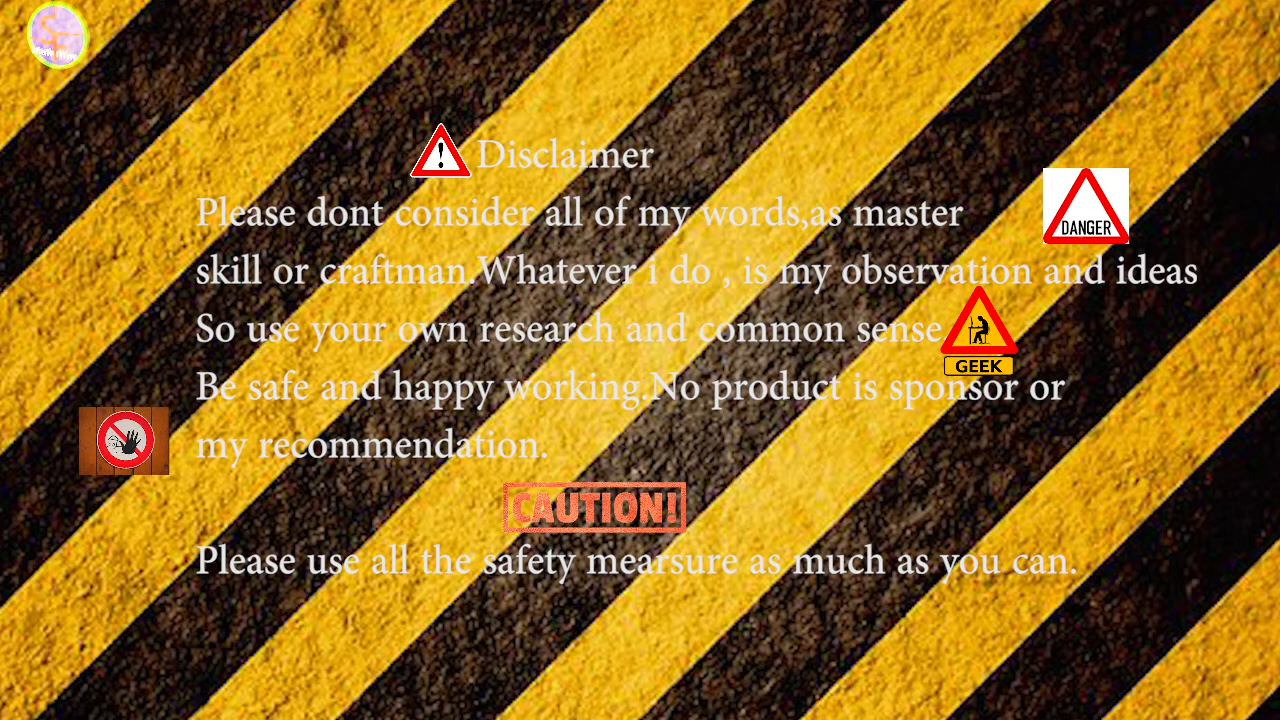 Disclaimer
Please dont consider all of my words,as master
DANGER
skill or craftman.Whatever i do , is my observation and ideas
So use your own research and common sense
GEEK
Be safe and happy working.No product is sponsor or
my recommendation.
CAUTION!
Please use all the safety mearsure as much as you can.